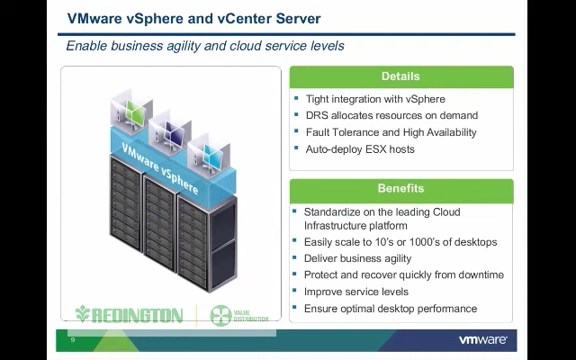 VMware vSphere and vCenter Server
Enable business agility and cloud service levels
VMware vSphere
Details
Tight integration with vSphere
DRS allocates resources on demand
Fault Tolerance and High Availability
Auto-deploy ESX hosts
Benefits
Standardize on the leading Cloud
Infrastructure platform
Easily scale to 10's or 1000's of desktops
Deliver business agility
Protect and recover quickly from downtime
Improve service levels
Ensure optimal desktop performance
REDINGTON
VALUE
DISTRIBUTION
9
vmware